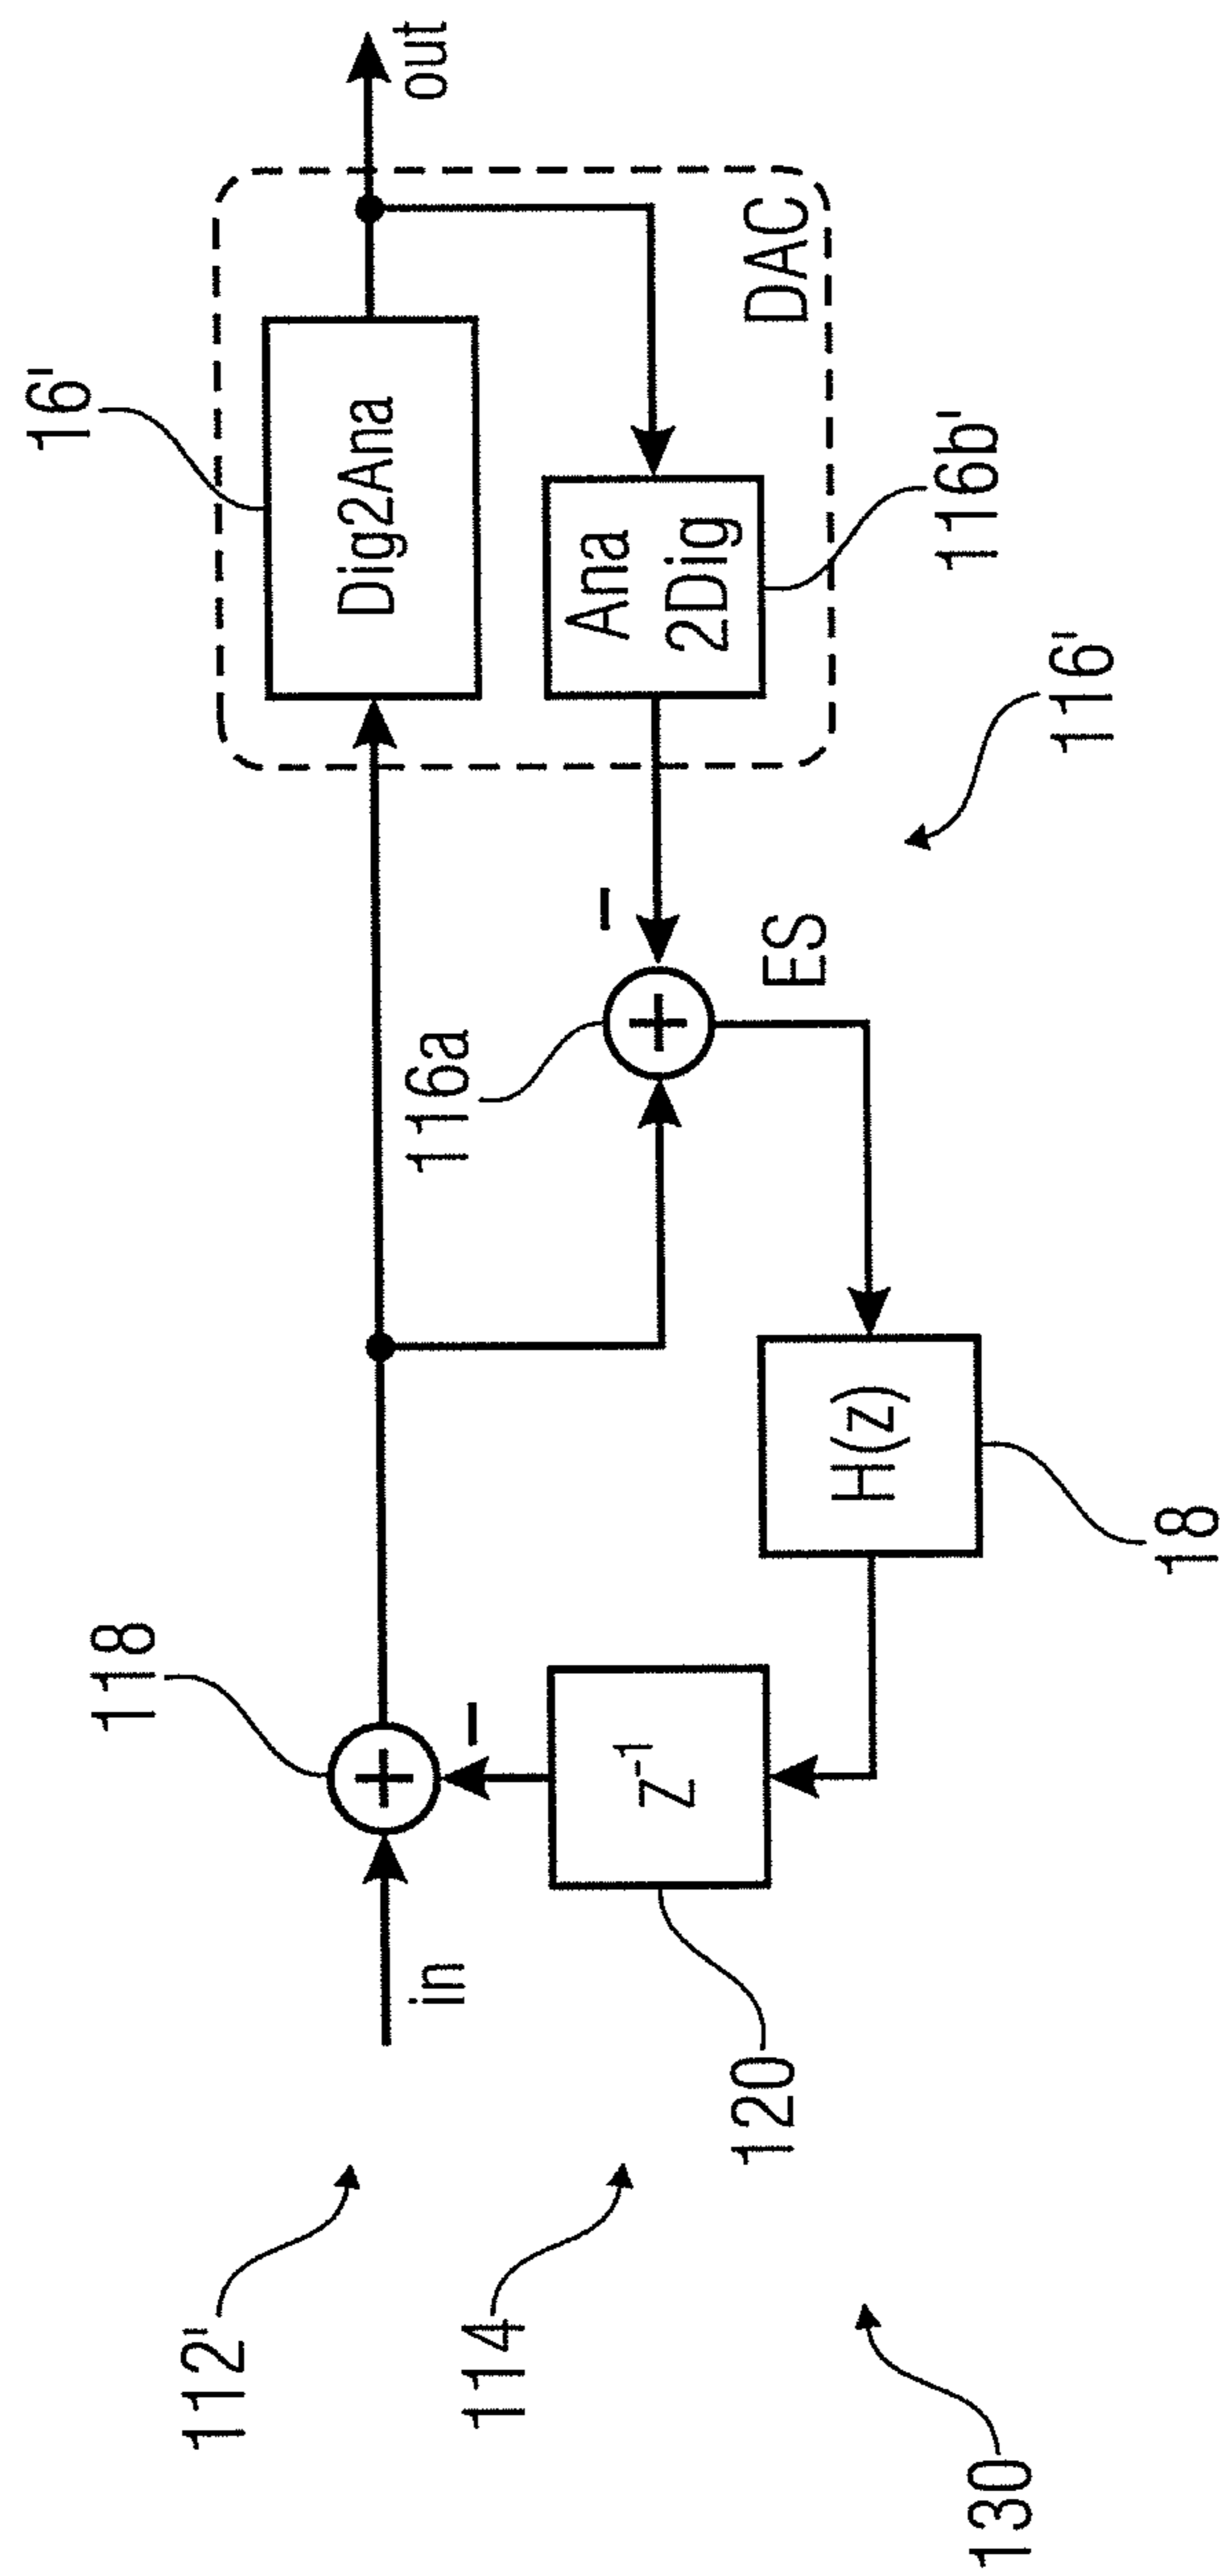 112'
114
130
in
118
120
z-1
H(z)
18
116a
ES
116'
16'
Dig2Ana
Ana
2Dig
116b'
DAC
out